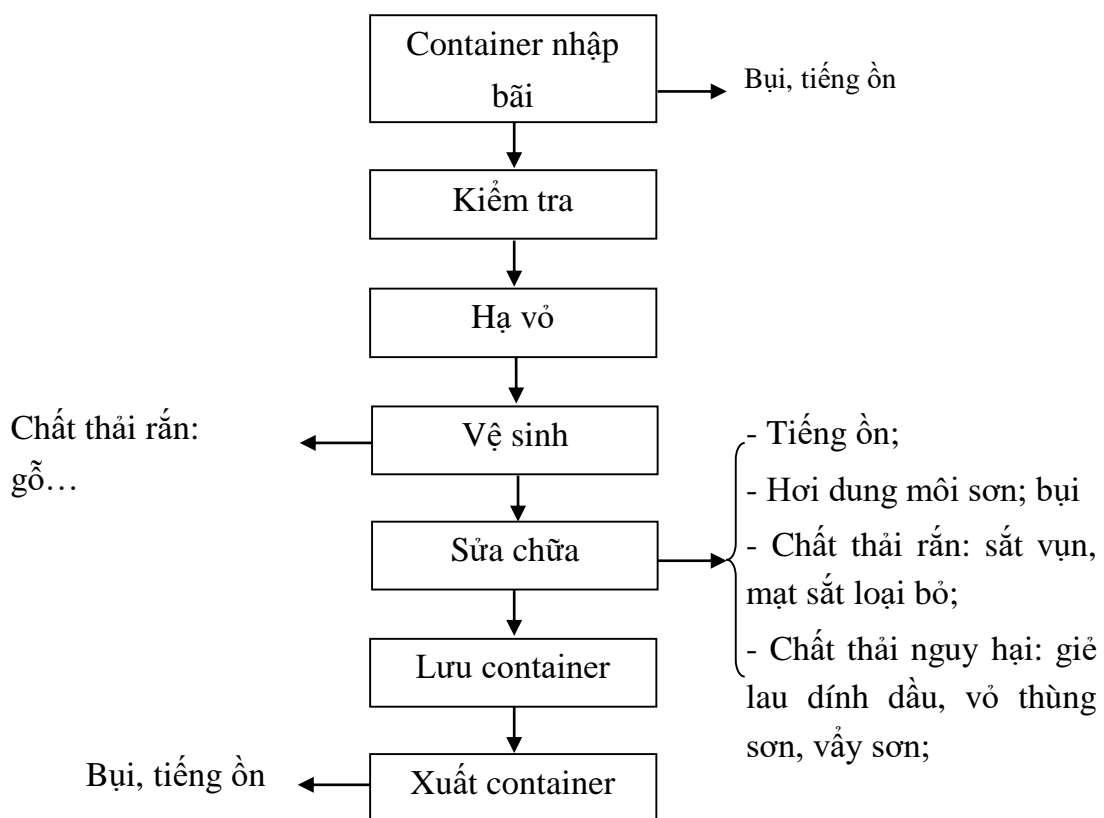 Container nhập
bãi
Bụi, tiếng ồn
Kiểm tra
Hạ vỏ
Chất thải rắn:
gỗ…
Vệ sinh
Sửa chữa
- Tiếng ồn;
- Hơi dung môi sơn; bụi
- Chất thải rắn: sắt vụn,
mạt sắt loại bỏ;
- Chất thải nguy hại: giẻ
lau dính dầu, vỏ thùng
sơn, vẩy sơn;
Lưu container
Bụi, tiếng ồn
Xuất container